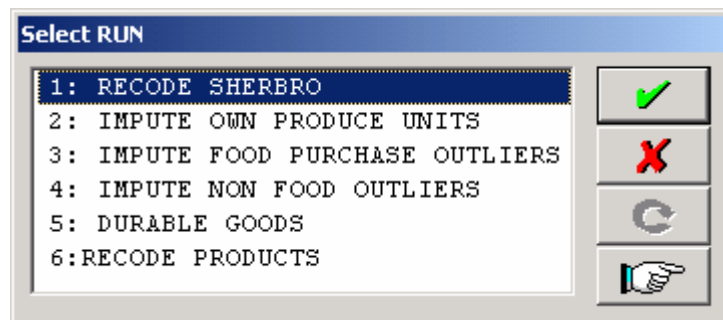 Select RUN
1: RECODE SHERBRO
2: IMPUTE OWN PRODUCE UNITS
3: IMPUTE FOOD PURCHASE OUTLIERS
4: IMPUTE NON FOOD OUTLIERS
5: DURABLE GOODS
6:RECODE PRODUCTS